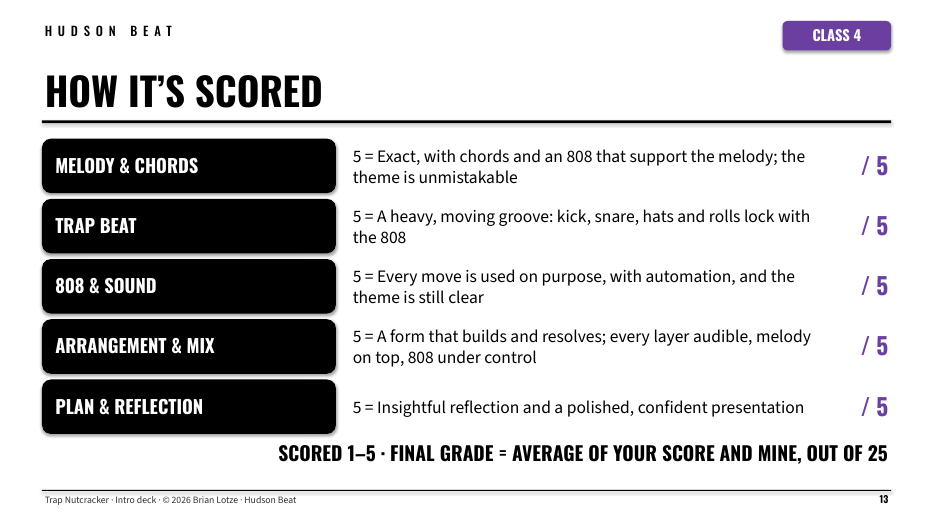 HUDSON BEAT
CLASS 4
HOW IT’S SCORED
MELODY & CHORDS
5 = Exact, with chords and an 808 that support the melody; the
theme is unmistakable
/ 5
TRAP BEAT
5 = A heavy, moving groove: kick, snare, hats and rolls lock with
the 808
/ 5
808 & SOUND
5 = Every move is used on purpose, with automation, and the
theme is still clear
/ 5
ARRANGEMENT & MIX
5 = A form that builds and resolves; every layer audible, melody
on top, 808 under control
/ 5
PLAN & REFLECTION
5 = Insightful reflection and a polished, confident presentation
/ 5
SCORED 1–5 · FINAL GRADE = AVERAGE OF YOUR SCORE AND MINE, OUT OF 25
Trap Nutcracker · Intro deck · © 2026 Brian Lotze · Hudson Beat
13